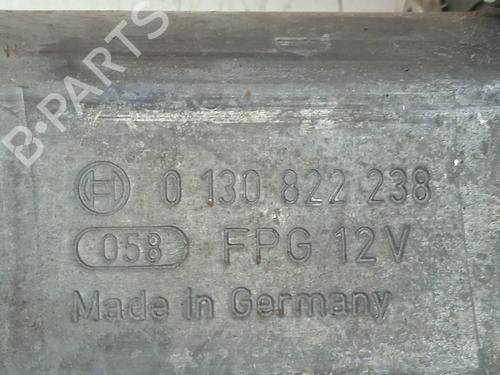 B-PARTS
0 130 822 238
058 FPG 12V
Made in Germany